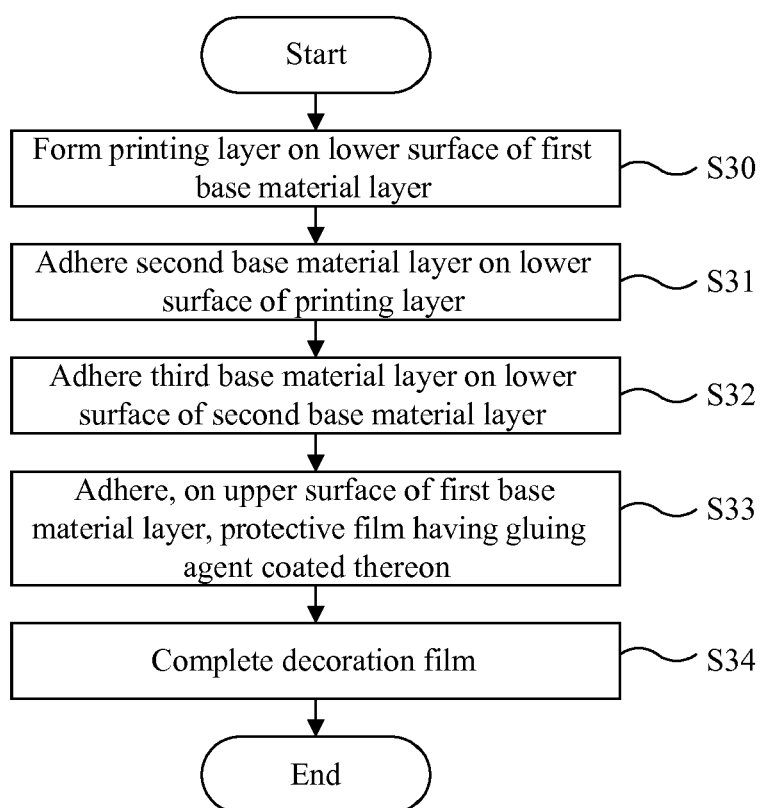 Start
Form printing layer on lower surface of first
base material layer
S30
Adhere second base material layer on lower
surface of printing layer
S31
Adhere third base material layer on lower
surface of second base material layer
S32
Adhere, on upper surface of first base
material layer, protective film having gluing
agent coated thereon
S33
Complete decoration film
S34
End